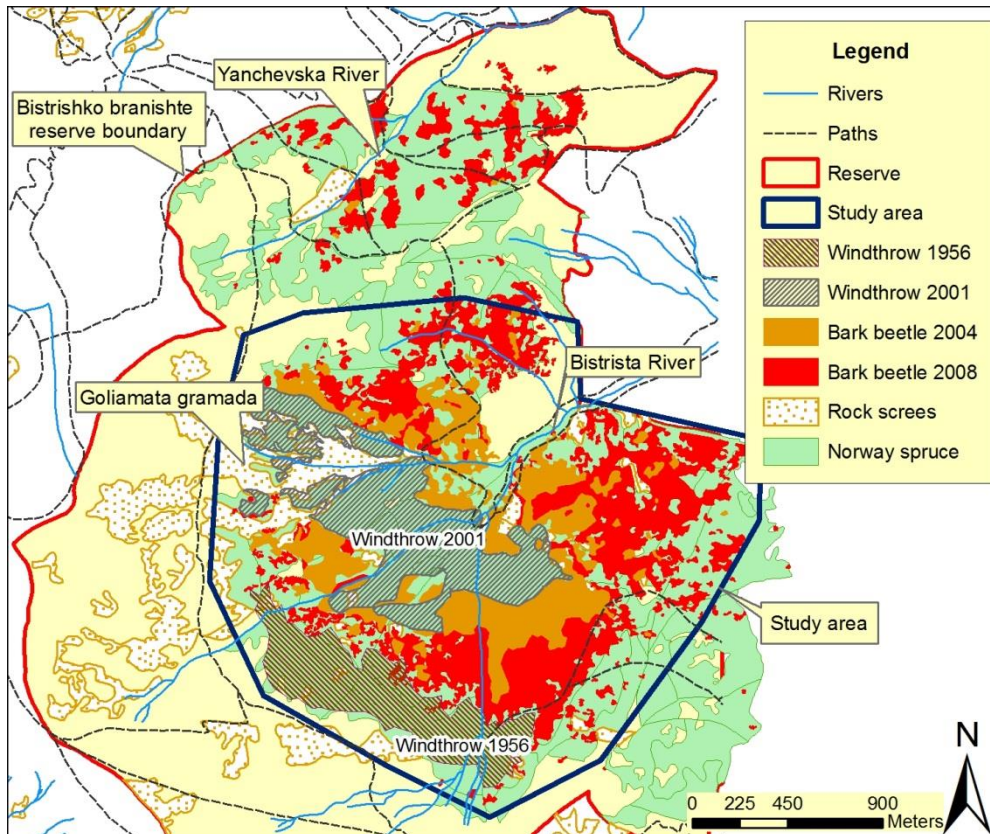 Yanchevska River
Bistrishko branishte
reserve boundary
Goliamata gramada
Bistrista River
Windthrow 2001
Study area
Windthrow 1956
Legend
Rivers
Paths
Reserve
Study area
Windthrow 1956
Windthrow 2001
Bark beetle 2004
Bark beetle 2008
Rock screes
Norway spruce
N
0 225 450 900
Meters